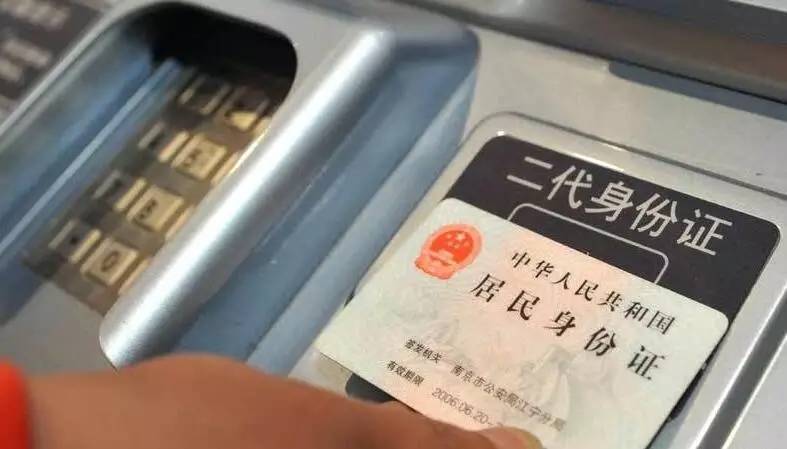 二代身份证
中华人民共和国
居民身份证
签发机关 南京市公安局江宁分局
有效期限 2006.06.20-